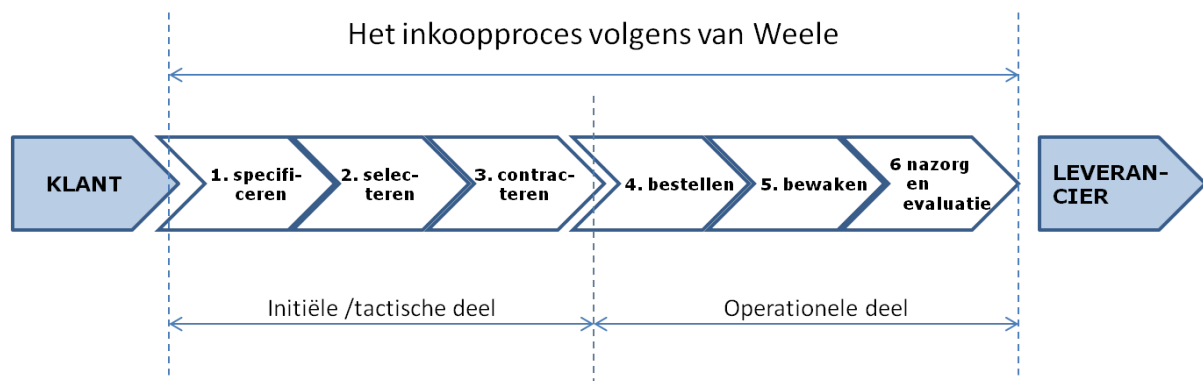 Het inkoopproces volgens van Weele
KLANT
1. specifi-
ceren
2. selec-
teren
3. contrac-
teren
4. bestellen
5. bewaken
6 nazorg
en
evaluatie
LEVERAN-
CIER
Initiële /tactische deel
Operationele deel